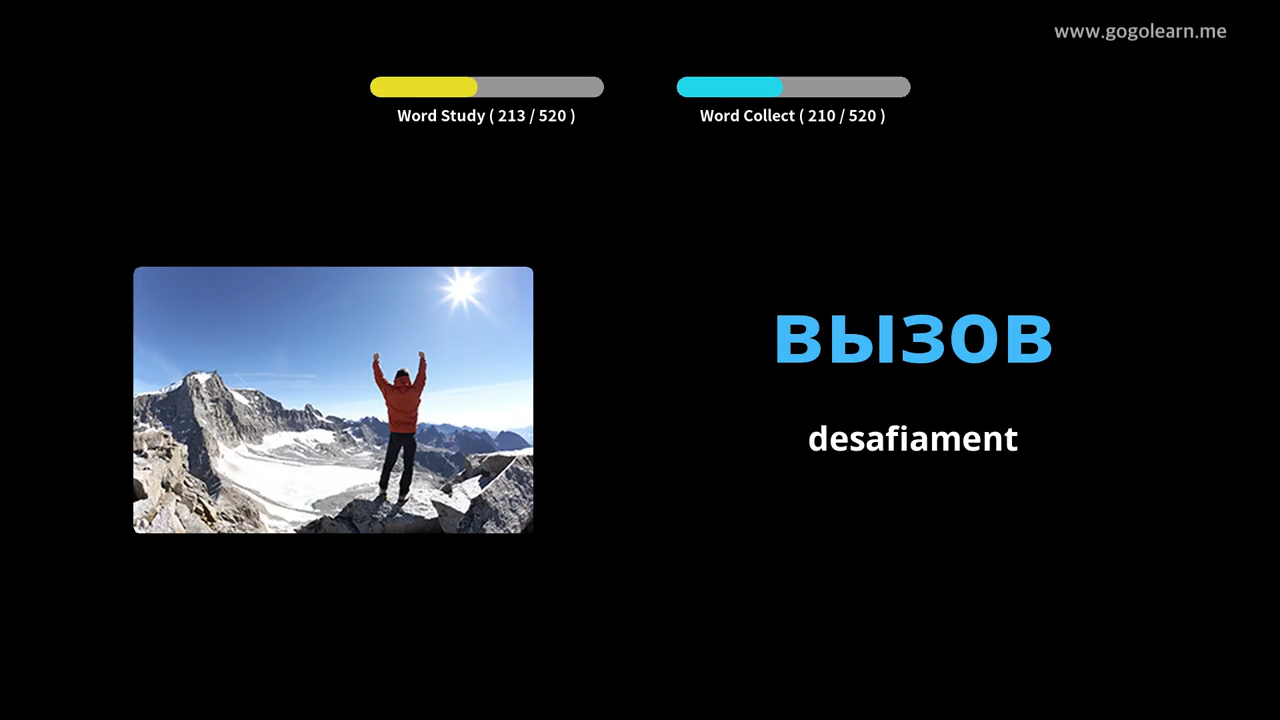 www.gogolearn.me
Word Study ( 213 / 520 )
Word Collect ( 210 / 520 )
вызов
desafiament